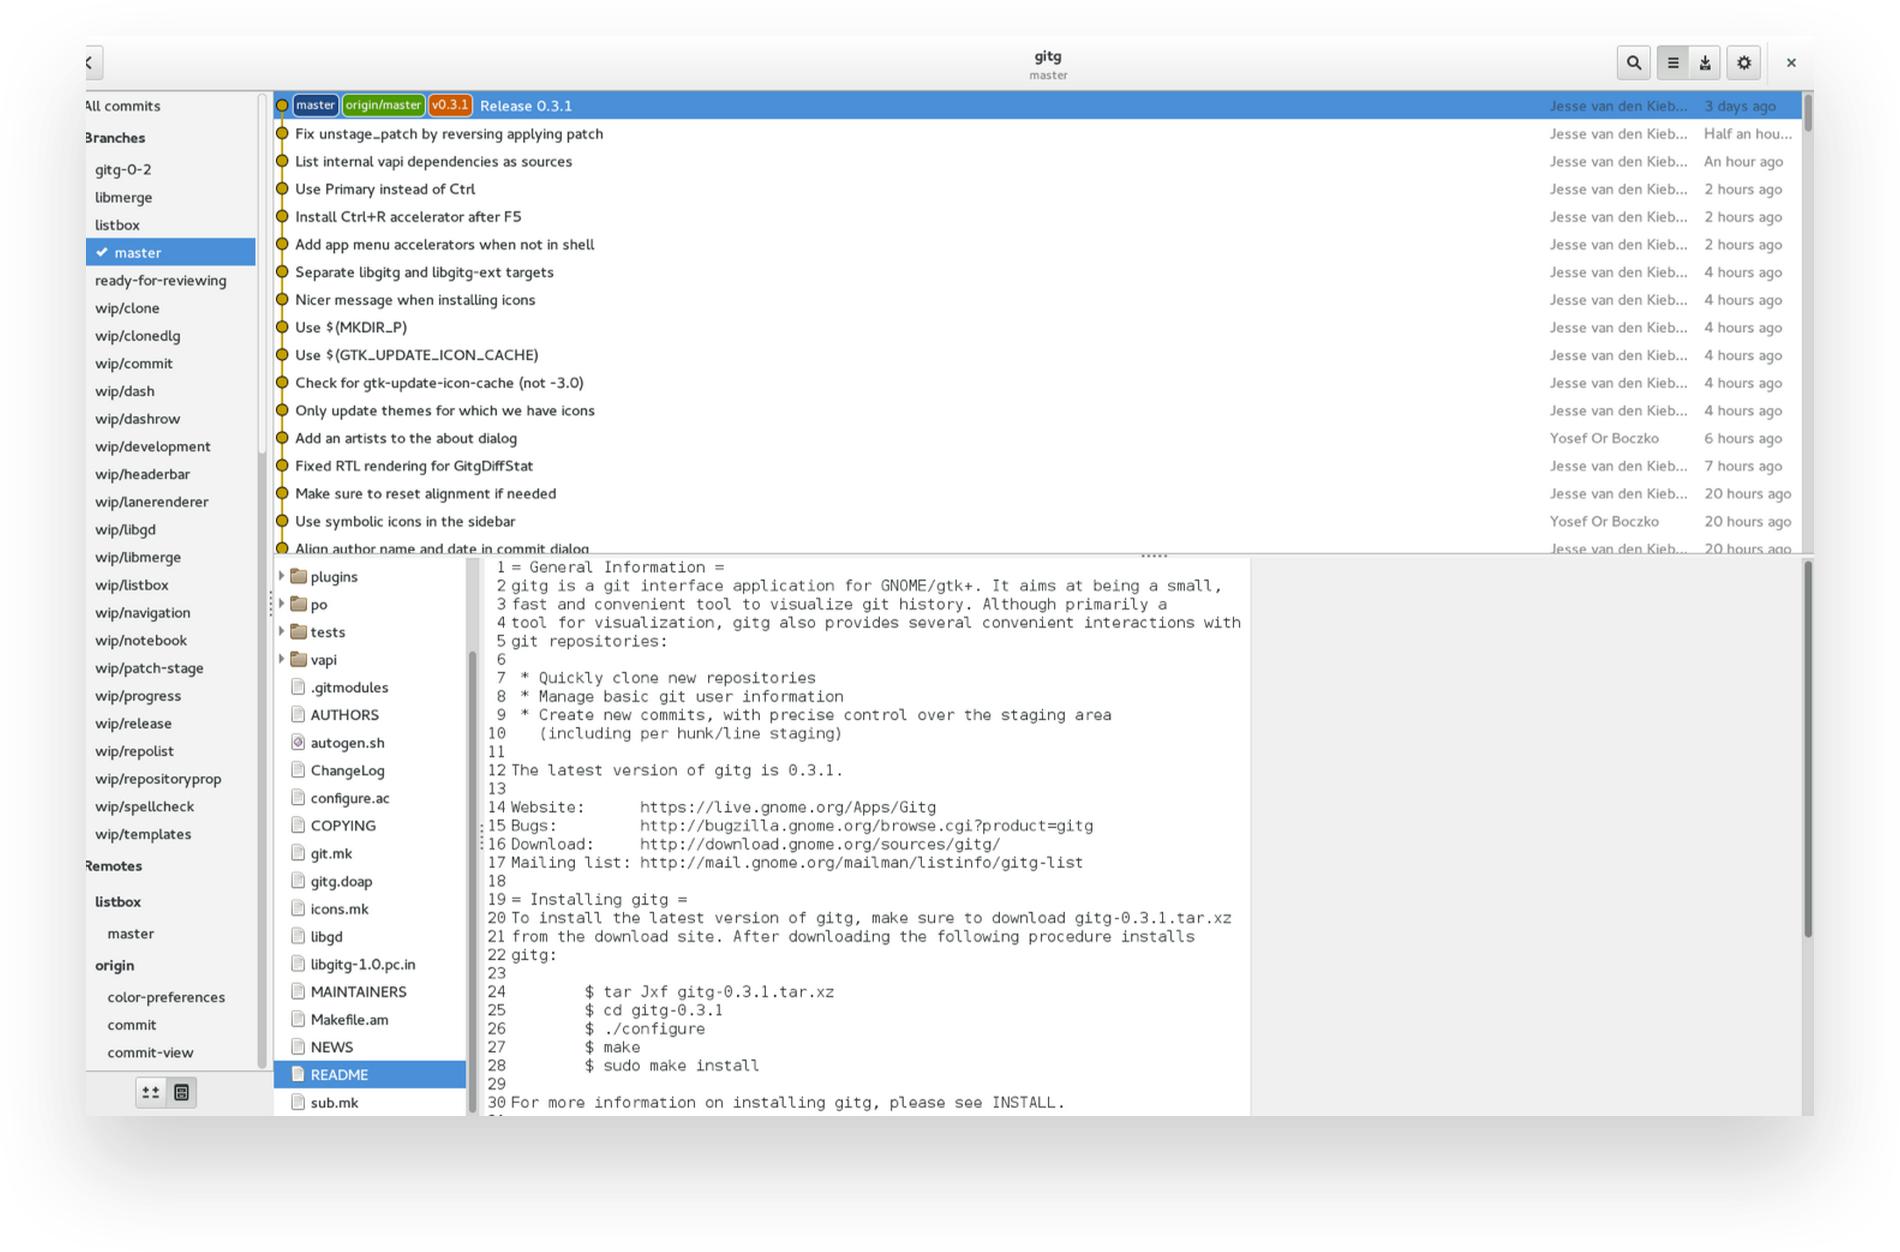 gitg
master
All commits
Branches
gitg-0-2
libmerge
listbox
master
ready-for-reviewing
wip/clone
wip/clonedlg
wip/commit
wip/dash
wip/dashrow
wip/development
wip/headerbar
wip/lanerenderer
wip/libgd
wip/libmerge
wip/listbox
wip/navigation
wip/notebook
wip/patch-stage
wip/progress
wip/release
wip/repolist
wip/repositoryprop
wip/spellcheck
wip/templates
Remotes
listbox
master
origin
color-preferences
commit
commit-view
master origin/master v0.3.1 Release 0.3.1 Jesse van den Kieb... 3 days ago
Fix unstage_patch by reversing applying patch Jesse van den Kieb... Half an hou...
List internal vapi dependencies as sources Jesse van den Kieb... An hour ago
Use Primary instead of Ctrl Jesse van den Kieb... 2 hours ago
Install Ctrl+R accelerator after F5 Jesse van den Kieb... 2 hours ago
Add app menu accelerators when not in shell Jesse van den Kieb... 2 hours ago
Separate libgitg and libgitg-ext targets Jesse van den Kieb... 4 hours ago
Nicer message when installing icons Jesse van den Kieb... 4 hours ago
Use $(MKDIR_P) Jesse van den Kieb... 4 hours ago
Use $(GTK_UPDATE_ICON_CACHE) Jesse van den Kieb... 4 hours ago
Check for gtk-update-icon-cache (not -3.0) Jesse van den Kieb... 4 hours ago
Only update themes for which we have icons Jesse van den Kieb... 4 hours ago
Add an artists to the about dialog Yosef Or Boczko 6 hours ago
Fixed RTL rendering for GitgDiffStat Jesse van den Kieb... 7 hours ago
Make sure to reset alignment if needed Jesse van den Kieb... 20 hours ago
Use symbolic icons in the sidebar Yosef Or Boczko 20 hours ago
Align author name and date in commit dialog Jesse van den Kieb... 20 hours ago
plugins
po
tests
vapi
.gitmodules
AUTHORS
autogen.sh
ChangeLog
configure.ac
COPYING
git.mk
gitg.doap
icons.mk
libgd
libgitg-1.0.pc.in
MAINTAINERS
Makefile.am
NEWS
README
sub.mk
1 = General Information =
2 gitg is a git interface application for GNOME/gtk+. It aims at being a small,
3 fast and convenient tool to visualize git history. Although primarily a
4 tool for visualization, gitg also provides several convenient interactions with
5 git repositories:
6
7 * Quickly clone new repositories
8 * Manage basic git user information
9 * Create new commits, with precise control over the staging area
10 (including per hunk/line staging)
11
12 The latest version of gitg is 0.3.1.
13
14 Website: https://live.gnome.org/Apps/Gitg
15 Bugs: http://bugzilla.gnome.org/browse.cgi?product=gitg
16 Download: http://download.gnome.org/sources/gitg/
17 Mailing list: http://mail.gnome.org/mailman/listinfo/gitg-list
18
19 = Installing gitg =
20 To install the latest version of gitg, make sure to download gitg-0.3.1.tar.xz
21 from the download site. After downloading the following procedure installs
22 gitg:
23
24 $ tar Jxf gitg-0.3.1.tar.xz
25 $ cd gitg-0.3.1
26 $ ./configure
27 $ make
28 $ sudo make install
29
30 For more information on installing gitg, please see INSTALL.